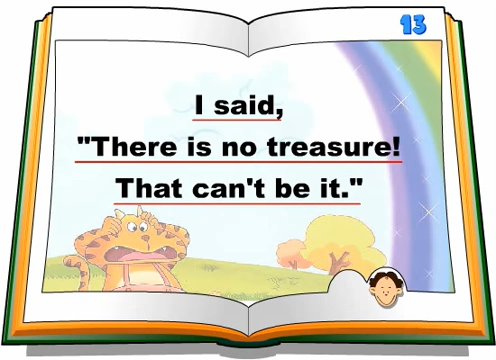 13
I said,
"There is no treasure!
That can't be it."